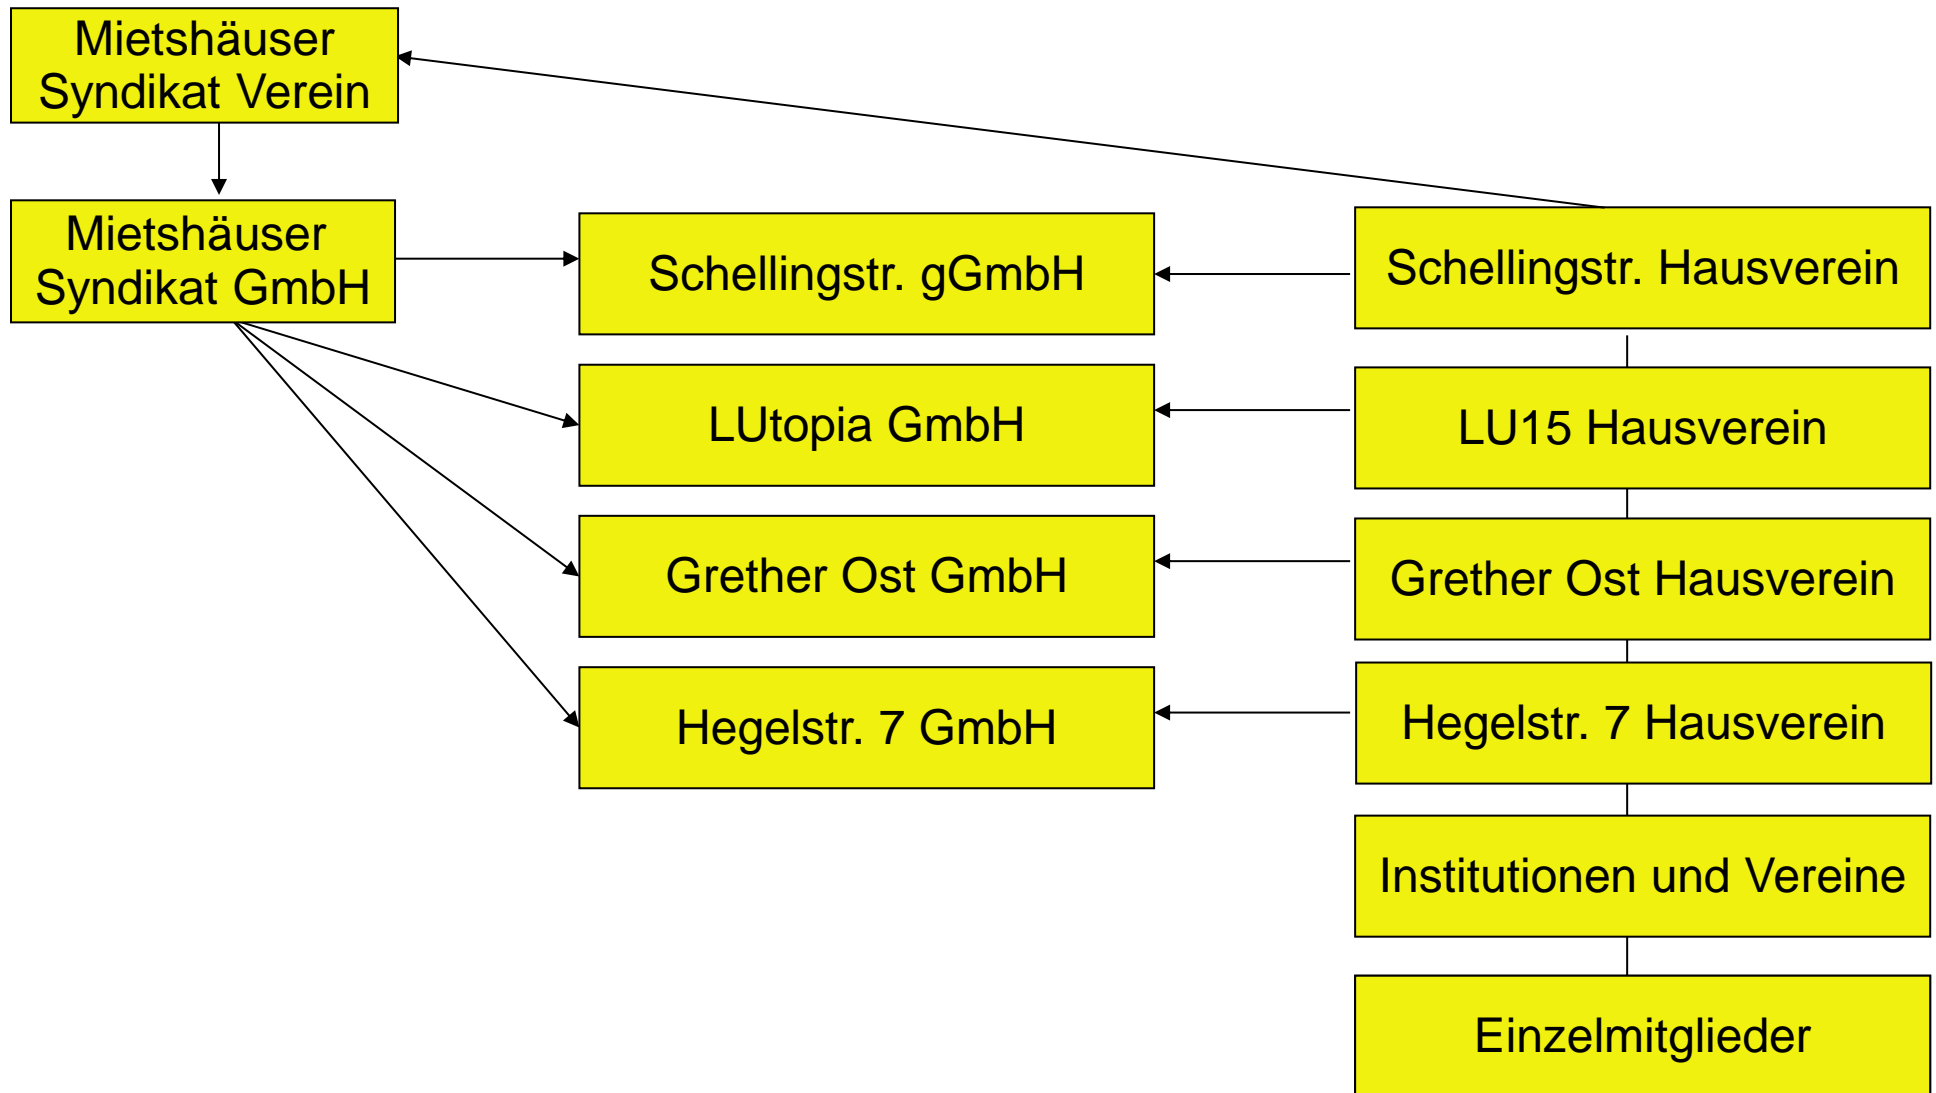 Mietshäuser
Syndikat Verein
Mietshäuser
Syndikat GmbH
Schellingstr. gGmbH
Schellingstr. Hausverein
LUtopia GmbH
LU15 Hausverein
Grether Ost GmbH
Grether Ost Hausverein
Hegelstr. 7 GmbH
Hegelstr. 7 Hausverein
Institutionen und Vereine
Einzelmitglieder